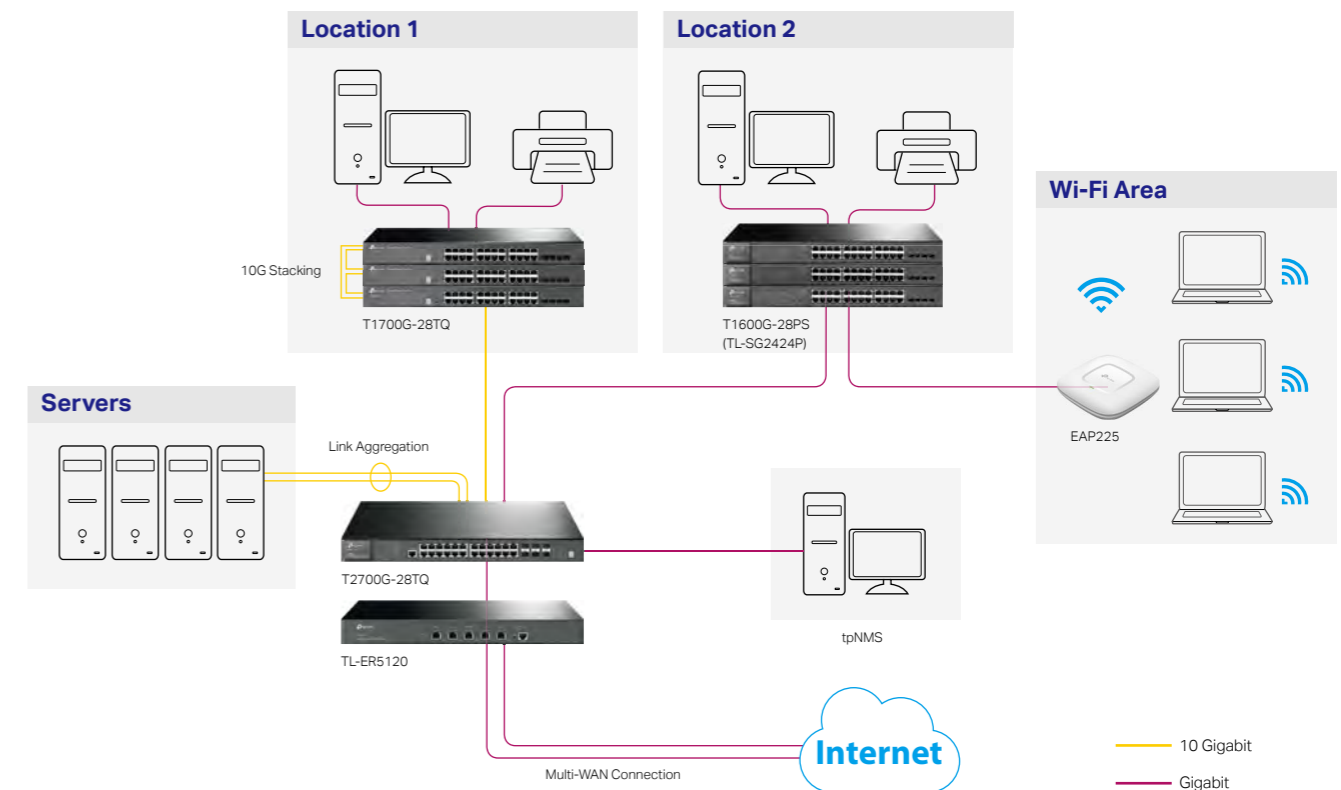 Location 1
Location 2
Wi-Fi Area
10G Stacking
T1700G-28TQ
T1600G-28PS
(TL-SG2424P)
EAP225
Servers
Link Aggregation
T2700G-28TQ
TL-ER5120
tpNMS
Internet
Multi-WAN Connection
10 Gigabit
Gigabit